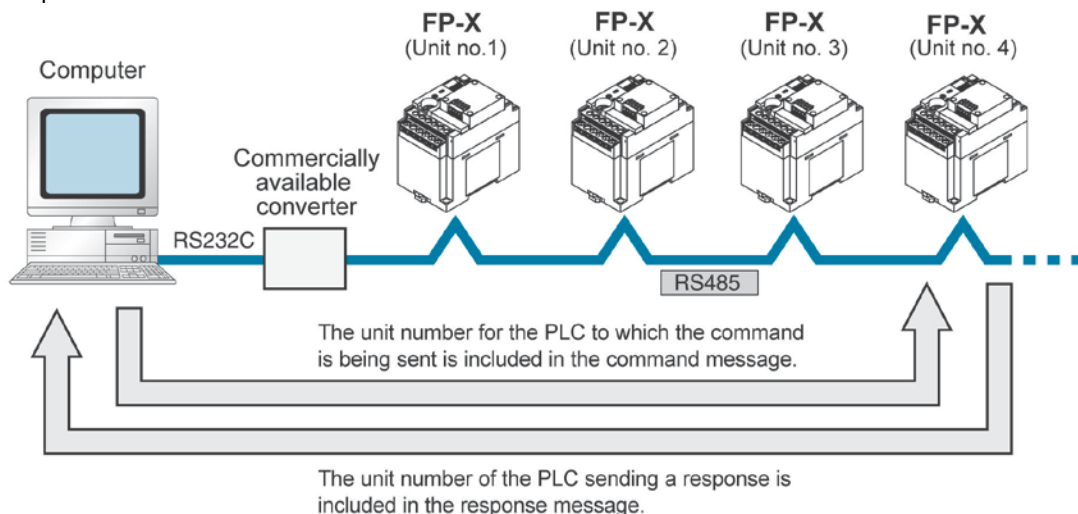 FP-X
(Unit no.1)
FP-X
(Unit no. 2)
FP-X
(Unit no. 3)
FP-X
(Unit no. 4)
Computer
Commercially
available
converter
RS232C
RS485
The unit number for the PLC to which the command
is being sent is included in the command message.
The unit number of the PLC sending a response is
included in the response message.